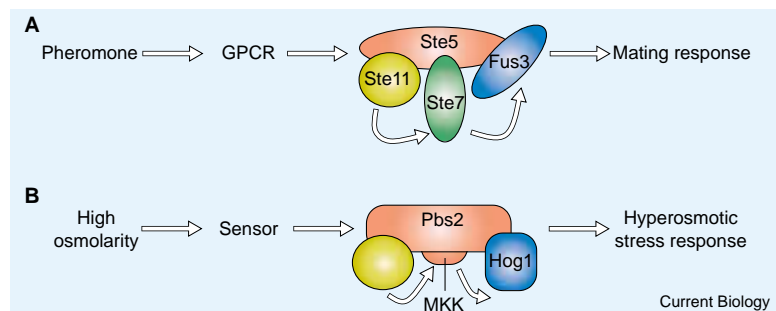 A
Pheromone
GPCR
Ste5
Ste11
Ste7
Fus3
Mating response
B
High
osmolarity
Sensor
Pbs2
MKK
Hog1
Hyperosmotic
stress response
Current Biology